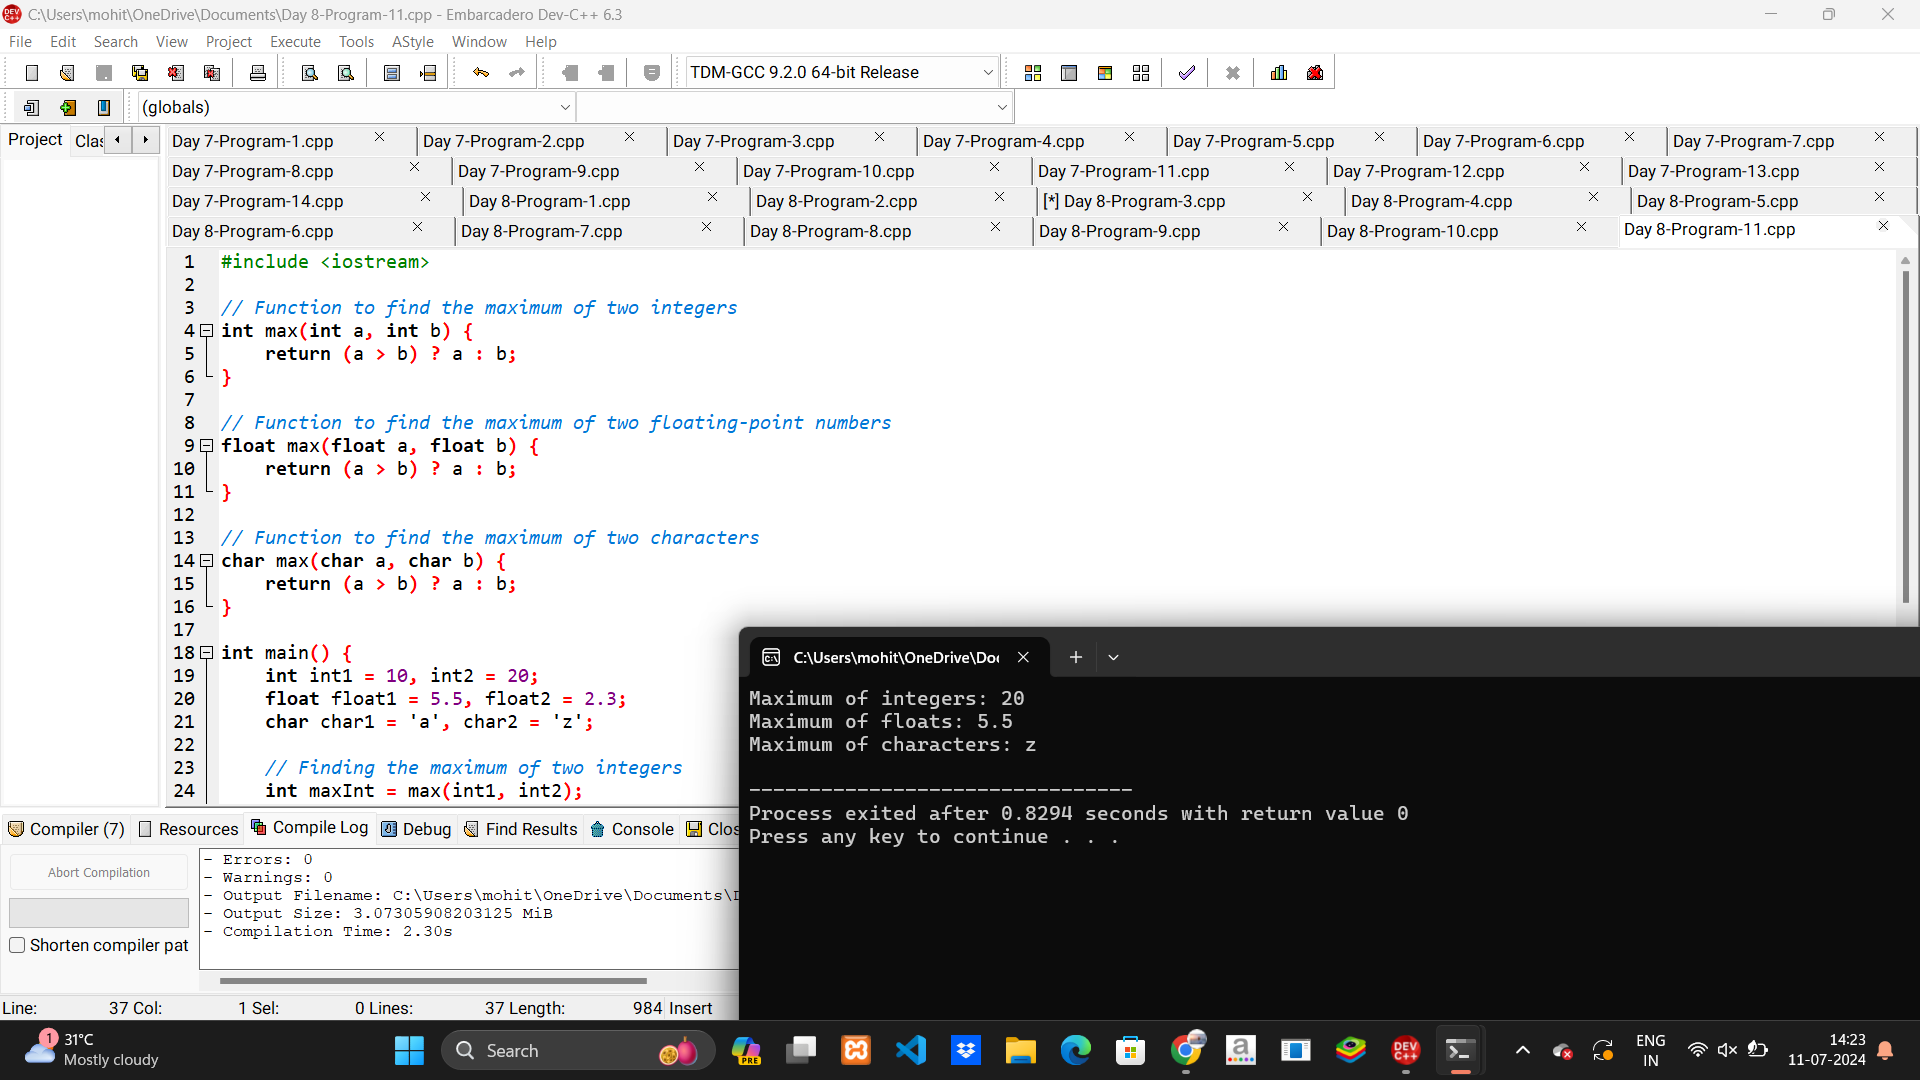 C:\Users\mohit\OneDrive\Documents\Day 8-Program-11.cpp - Embarcadero Dev-C++ 6.3
File Edit Search View Project Execute Tools AStyle Window Help
TDM-GCC 9.2.0 64-bit Release
(globals)
Project Clas
Day 7-Program-1.cpp Day 7-Program-2.cpp Day 7-Program-3.cpp Day 7-Program-4.cpp Day 7-Program-5.cpp Day 7-Program-6.cpp Day 7-Program-7.cpp
Day 7-Program-8.cpp Day 7-Program-9.cpp Day 7-Program-10.cpp Day 7-Program-11.cpp Day 7-Program-12.cpp Day 7-Program-13.cpp
Day 7-Program-14.cpp Day 8-Program-1.cpp Day 8-Program-2.cpp [*] Day 8-Program-3.cpp Day 8-Program-4.cpp Day 8-Program-5.cpp
Day 8-Program-6.cpp Day 8-Program-7.cpp Day 8-Program-8.cpp Day 8-Program-9.cpp Day 8-Program-10.cpp Day 8-Program-11.cpp
1 #include <iostream>
2
3 // Function to find the maximum of two integers
4 int max(int a, int b) {
5 return (a > b) ? a : b;
6 }
7
8 // Function to find the maximum of two floating-point numbers
9 float max(float a, float b) {
10 return (a > b) ? a : b;
11 }
12
13 // Function to find the maximum of two characters
14 char max(char a, char b) {
15 return (a > b) ? a : b;
16 }
17
18 int main() {
19 int int1 = 10, int2 = 20;
20 float float1 = 5.5, float2 = 2.3;
21 char char1 = 'a', char2 = 'z';
22
23 // Finding the maximum of two integers
24 int maxInt = max(int1, int2);
C:\Users\mohit\OneDrive\Doc
Maximum of integers: 20
Maximum of floats: 5.5
Maximum of characters: z
--------------------------------
Process exited after 0.8294 seconds with return value 0
Press any key to continue . . .
Compiler (7) Resources Compile Log Debug Find Results Console Clos
Abort Compilation
Shorten compiler pat
- Errors: 0
- Warnings: 0
- Output Filename: C:\Users\mohit\OneDrive\Documents\D
- Output Size: 3.07305908203125 MiB
- Compilation Time: 2.30s
Line: 37 Col: 1 Sel: 0 Lines: 37 Length: 984 Insert
1
31°C
Mostly cloudy
Search
PRE
DEV C++
ENG
IN
14:23
11-07-2024